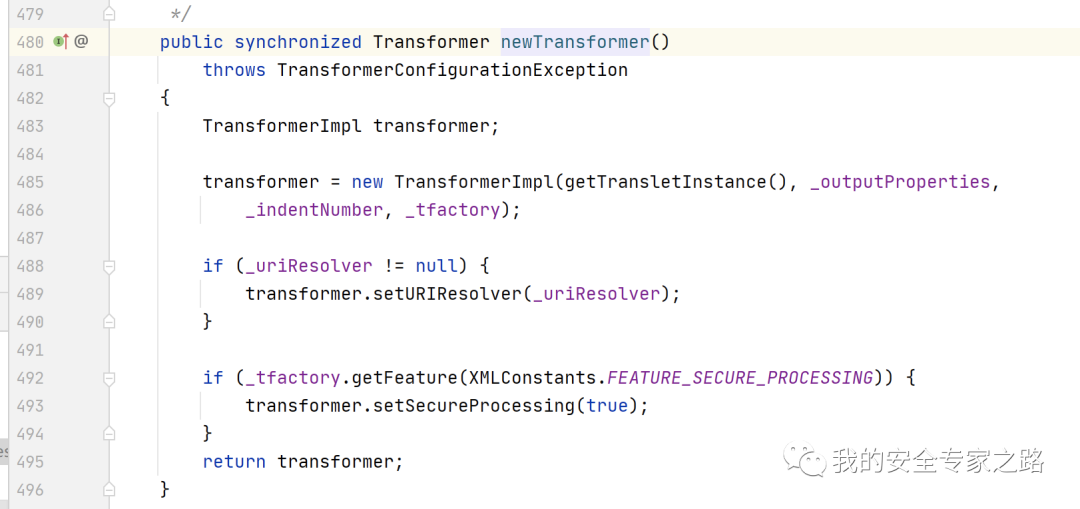 479 */
480 @ public synchronized Transformer newTransformer()
481 throws TransformerConfigurationException
482 {
483 TransformerImpl transformer;
484
485 transformer = new TransformerImpl(getTransletInstance(), _outputProperties,
486 _indentNumber, _tfactory);
487
488 if (_uriResolver != null) {
489 transformer.setURIResolver(_uriResolver);
490 }
491
492 if (_tfactory.getFeature(XMLConstants.FEATURE_SECURE_PROCESSING)) {
493 transformer.setSecureProcessing(true);
494 }
495 return transformer;
496 }
我的安全专家之路